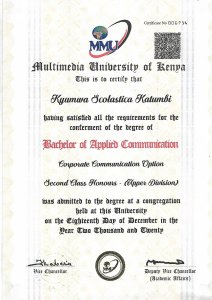 Certificate No 006734
MMU
Multimedia University of Kenya
This is to certify that
Kyumwa Scolastica Katumbi
having satisfied all the requirements for the
conferment of the degree of
Bachelor of Applied Communication
Corporate Communication Option
Second Class Honours - (Upper Division)
was admitted to the degree at a congregation
held at this University
on the Eighteenth Day of December in the
Year Two Thousand and Twenty
Vice Chancellor
Deputy Vice Chancellor
(Academic Affairs)